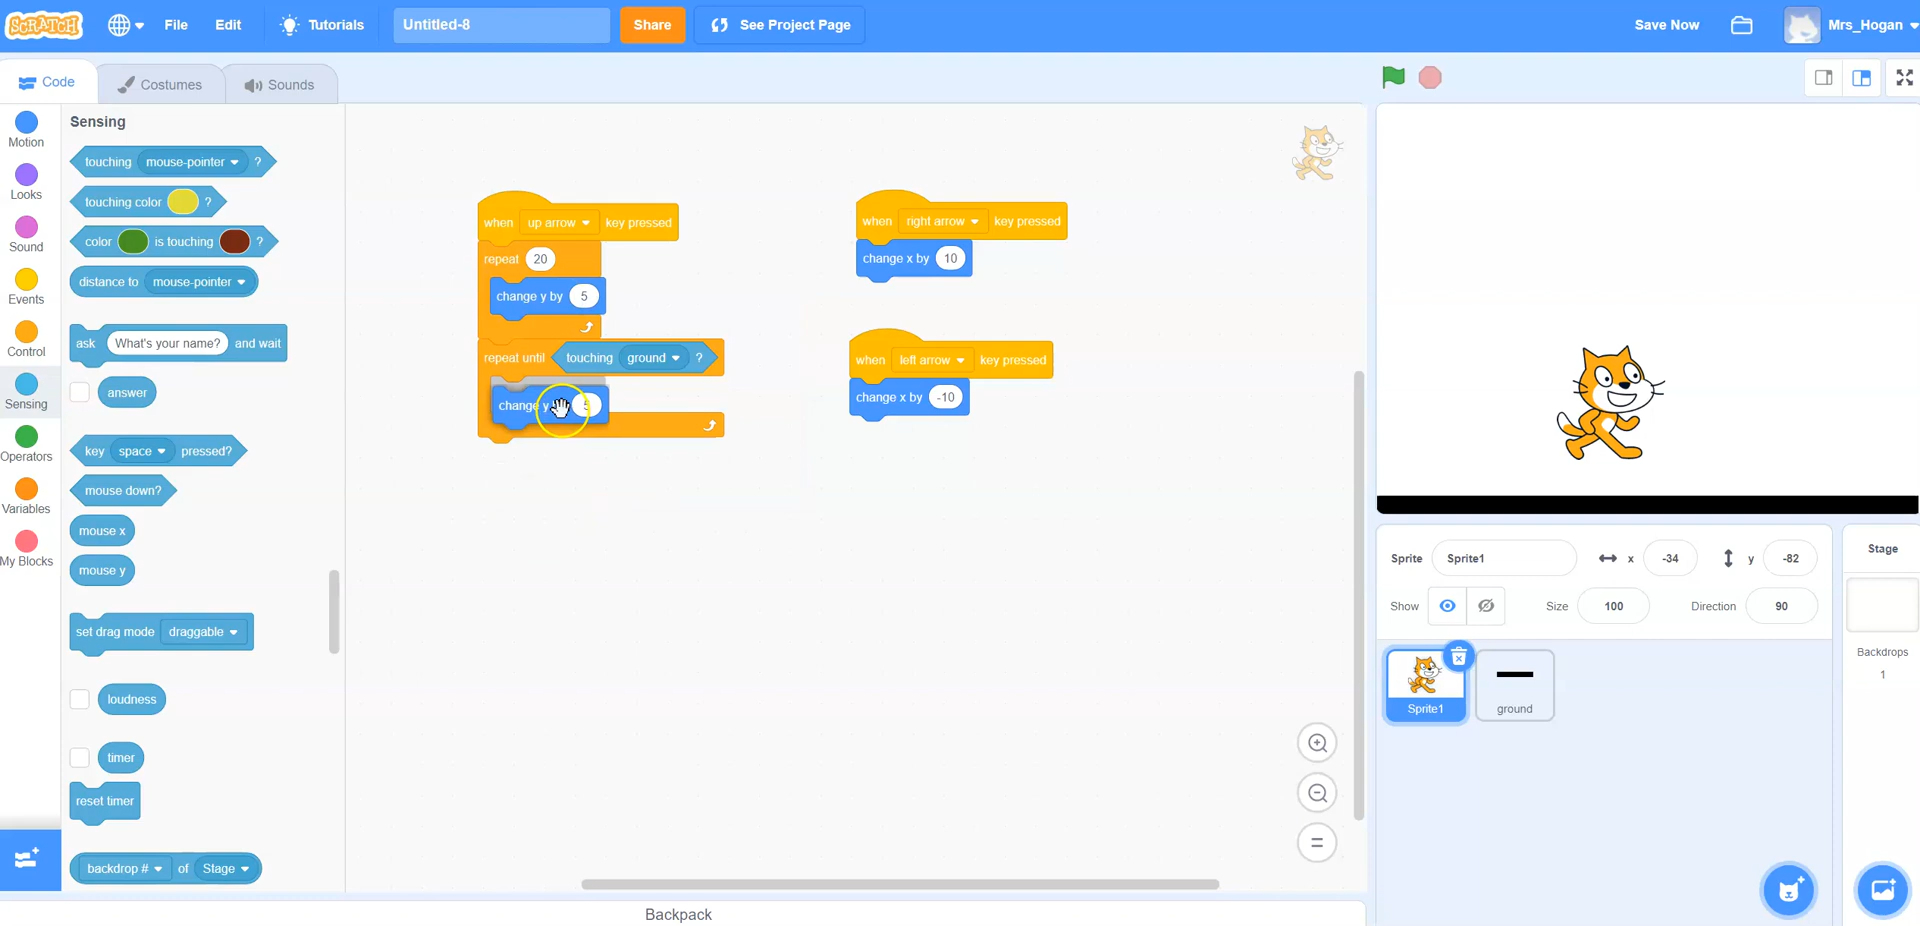 SCRATCH File Edit Tutorials Untitled-8 Share See Project Page Save Now Mrs_Hogan
Code Costumes Sounds
Motion
Looks
Sound
Events
Control
Sensing
Operators
Variables
My Blocks
Sensing
touching mouse-pointer ?
touching color ?
color is touching ?
distance to mouse-pointer
ask What's your name? and wait
answer
key space pressed?
mouse down?
mouse x
mouse y
set drag mode draggable
loudness
timer
reset timer
backdrop # of Stage
when up arrow key pressed
repeat 20
change y by 5
repeat until touching ground ?
change y
when right arrow key pressed
change x by 10
when left arrow key pressed
change x by -10
Backpack
Sprite Sprite1 x -34 y -82
Show Size 100 Direction 90
Sprite1
ground
Stage
Backdrops
1